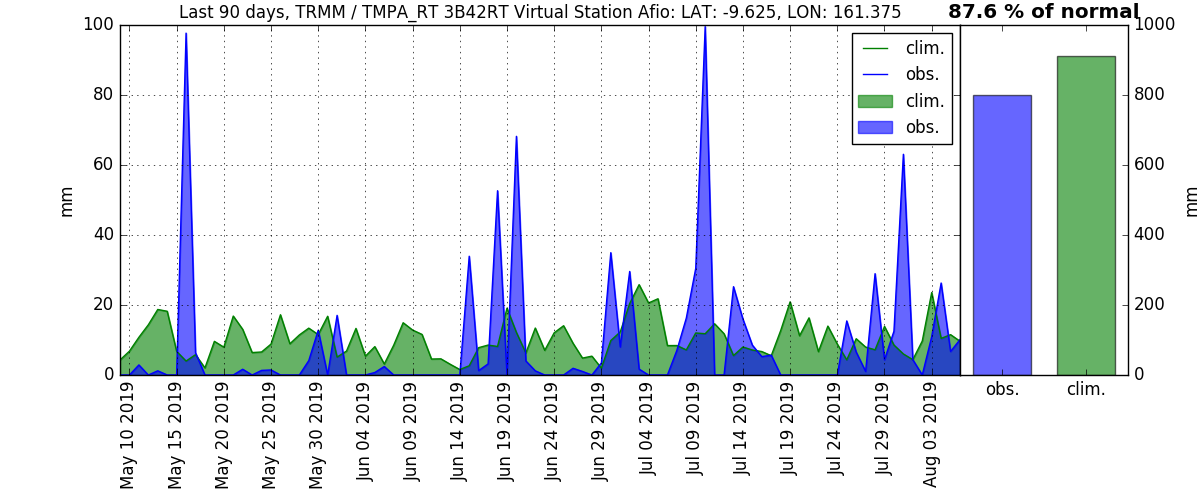 Last 90 days, TRMM / TMPA_RT 3B42RT Virtual Station Afio: LAT: -9.625, LON: 161.375
87.6 % of normal
mm
100
80
60
40
20
0
clim.
obs.
clim.
obs.
1000
800
600
400
200
0
mm
May 10 2019
May 15 2019
May 20 2019
May 25 2019
May 30 2019
Jun 04 2019
Jun 09 2019
Jun 14 2019
Jun 19 2019
Jun 24 2019
Jun 29 2019
Jul 04 2019
Jul 09 2019
Jul 14 2019
Jul 19 2019
Jul 24 2019
Jul 29 2019
Aug 03 2019
obs.
clim.